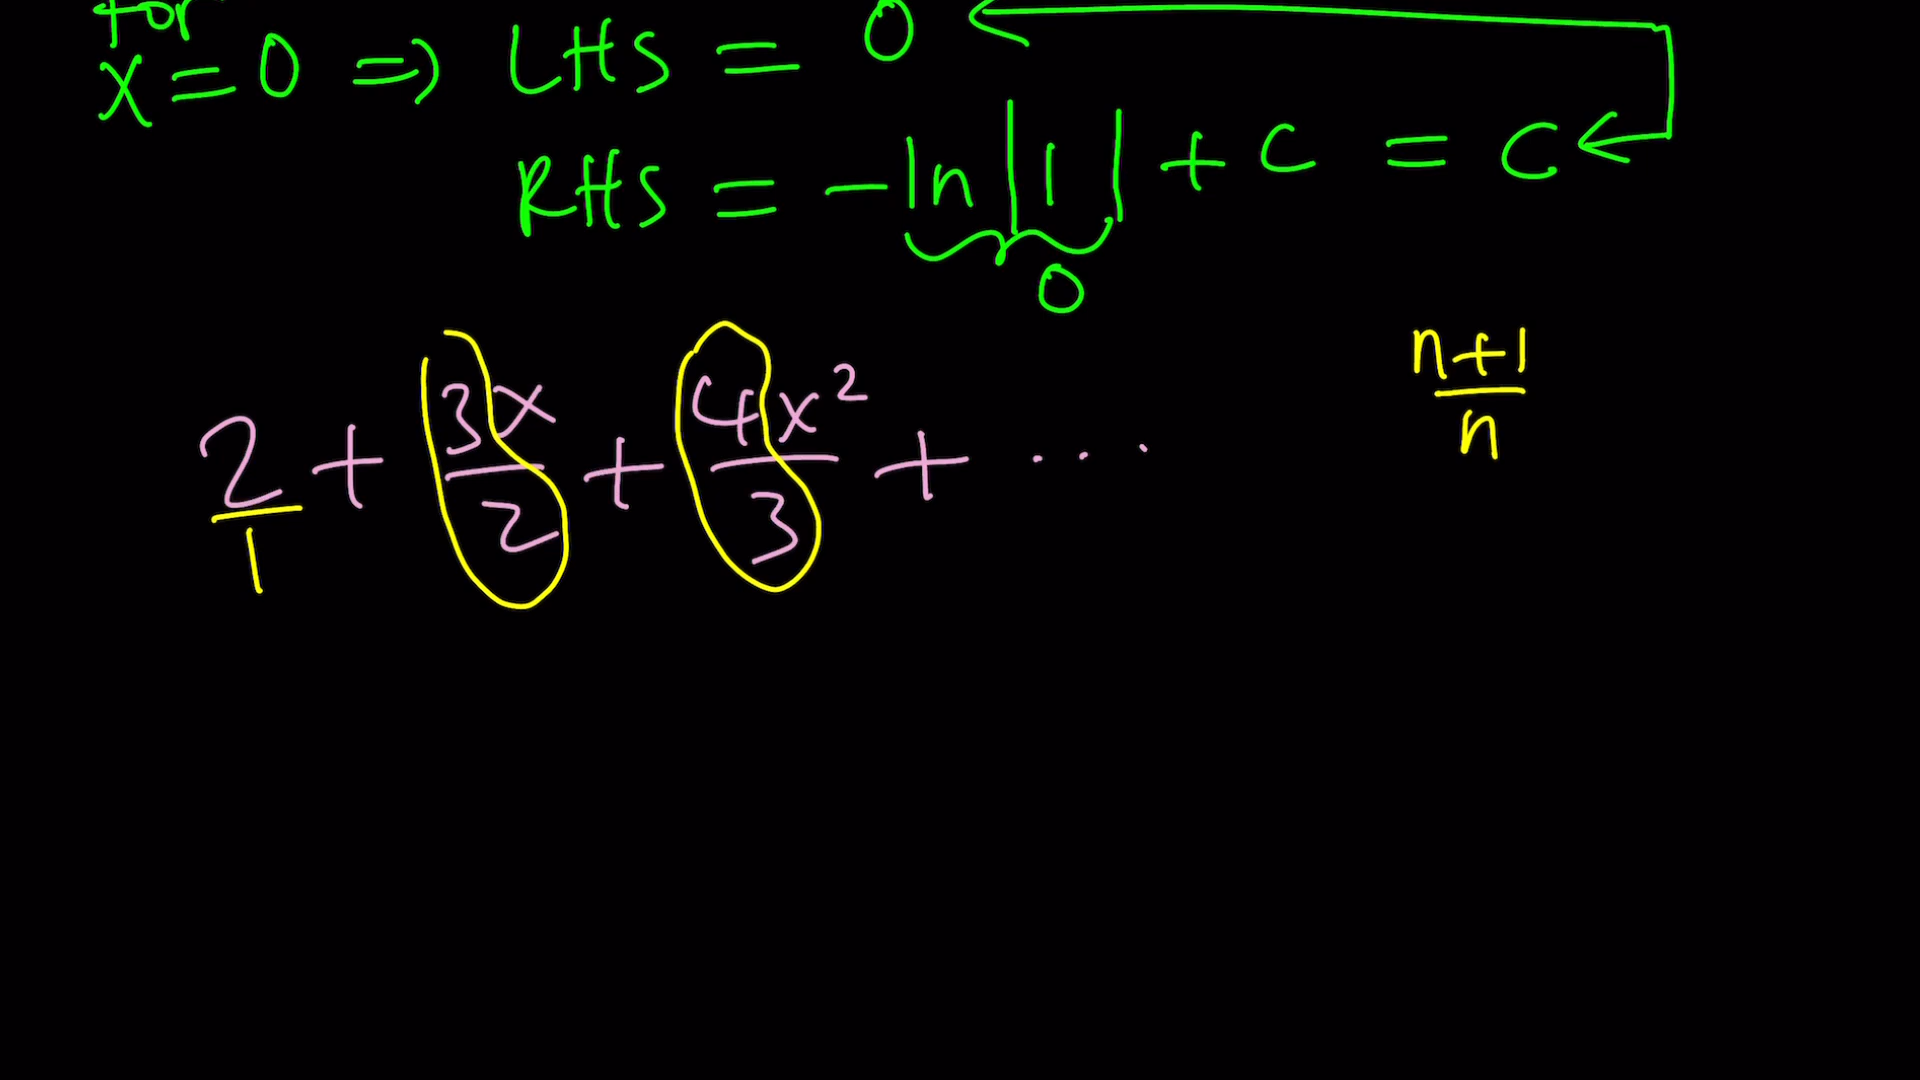 for
x = 0 ⇒ LHS = 0
RHS = -ln|1| + c = c
0
n+1
n
2/1 + 3x/2 + 4x²/3 + ...